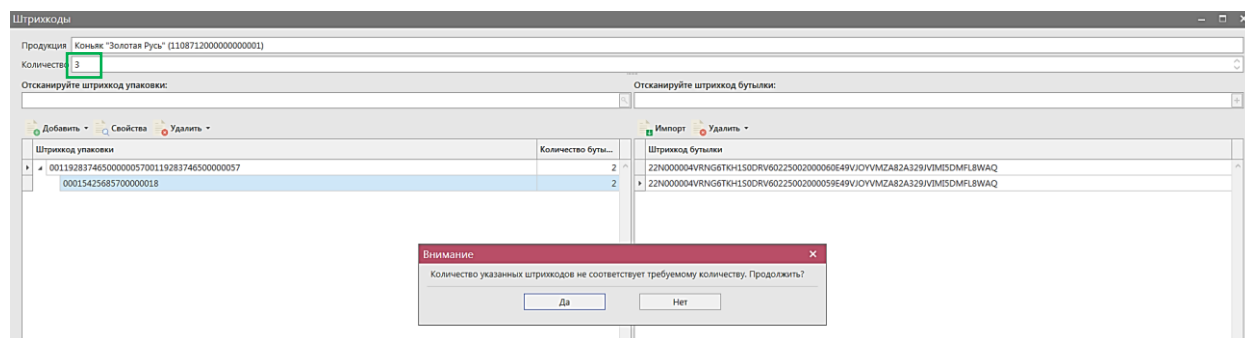 Штрихкоды
Продукция Коньяк "Золотая Русь" (1108712000000000001)
Количество 3
Отсканируйте штрихкод упаковки: Отсканируйте штрихкод бутылки:
Добавить Свойства Удалить Импорт Удалить
Штрихкод упаковки Количество буты... Штрихкод бутылки
00119283746500000057001192837465000000​57 2 22N000004VRNG6TKH1S0DRV60225002000060E49VJOYVMZA82A329JVIMI5DMFL8WAQ
00015425685700000018 2 22N000004VRNG6TKH1S0DRV60225002000059E49VJOYVMZA82A329JVIMI5DMFL8WAQ
Внимание
Количество указанных штрихкодов не соответствует требуемому количеству. Продолжить?
Да Нет